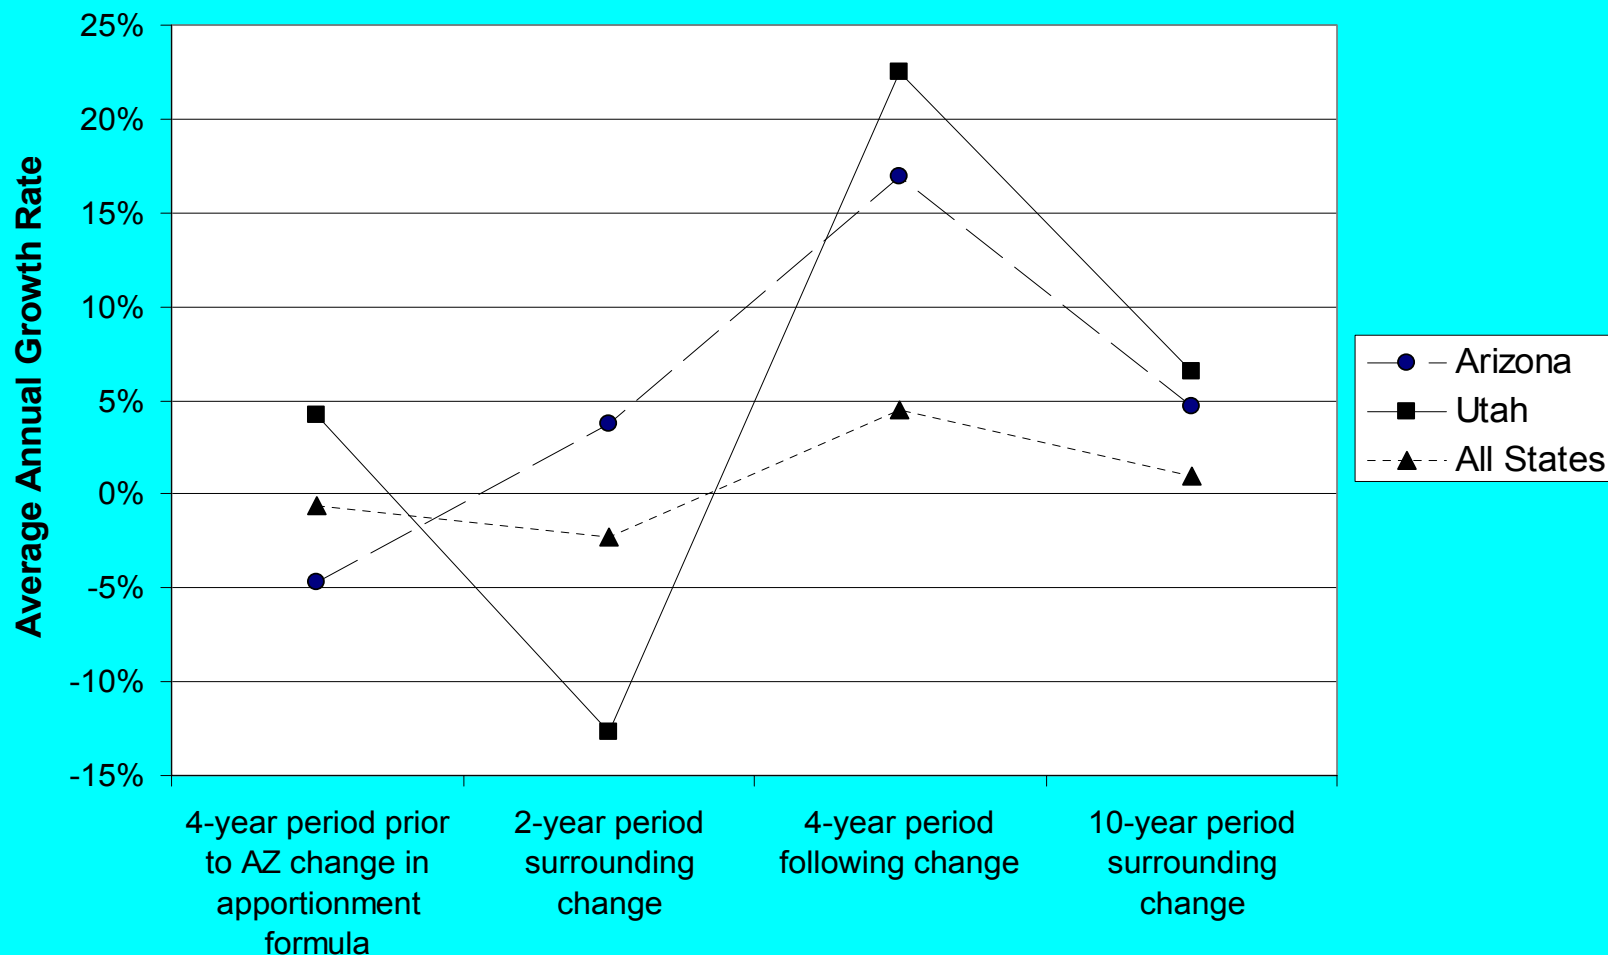 25%
20%
15%
10%
5%
0%
-5%
-10%
-15%
Average Annual Growth Rate
4-year period prior
to AZ change in
apportionment
formula
2-year period
surrounding
change
4-year period
following change
10-year period
surrounding
change
Arizona
Utah
All States